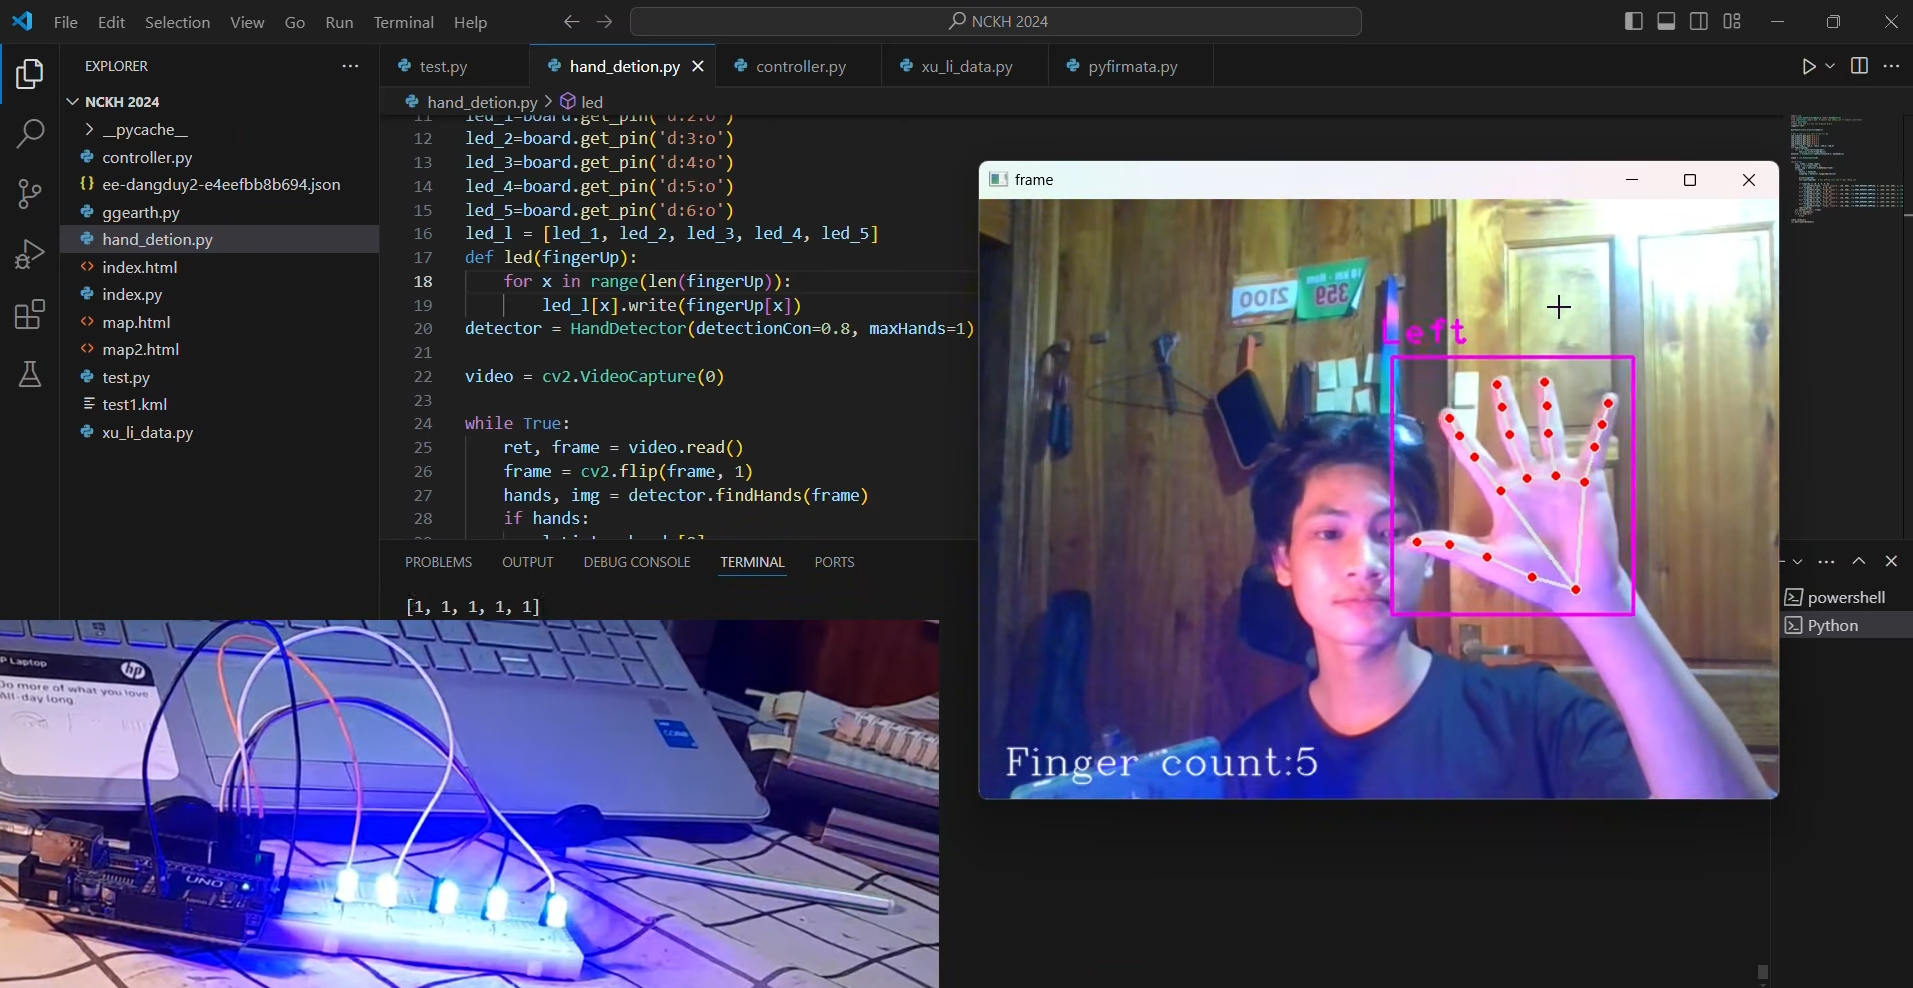 File Edit Selection View Go Run Terminal Help
NCKH 2024
EXPLORER
NCKH 2024
__pycache__
controller.py
ee-dangduy2-e4eefbb8b694.json
ggearth.py
hand_detion.py
index.html
index.py
map.html
map2.html
test.py
test1.kml
xu_li_data.py
test.py
hand_detion.py
controller.py
xu_li_data.py
pyfirmata.py
hand_detion.py > led
11 led_1=board.get_pin('d:2:o')
12 led_2=board.get_pin('d:3:o')
13 led_3=board.get_pin('d:4:o')
14 led_4=board.get_pin('d:5:o')
15 led_5=board.get_pin('d:6:o')
16 led_l = [led_1, led_2, led_3, led_4, led_5]
17 def led(fingerUp):
18 for x in range(len(fingerUp)):
19 led_l[x].write(fingerUp[x])
20 detector = HandDetector(detectionCon=0.8, maxHands=1)
21
22 video = cv2.VideoCapture(0)
23
24 while True:
25 ret, frame = video.read()
26 frame = cv2.flip(frame, 1)
27 hands, img = detector.findHands(frame)
28 if hands:
PROBLEMS OUTPUT DEBUG CONSOLE TERMINAL PORTS
[1, 1, 1, 1, 1]
powershell
Python
frame
2100
359
Left
Finger count:5
P Laptop
hp
Do more of what you love
All-day long.
CORE
UNO